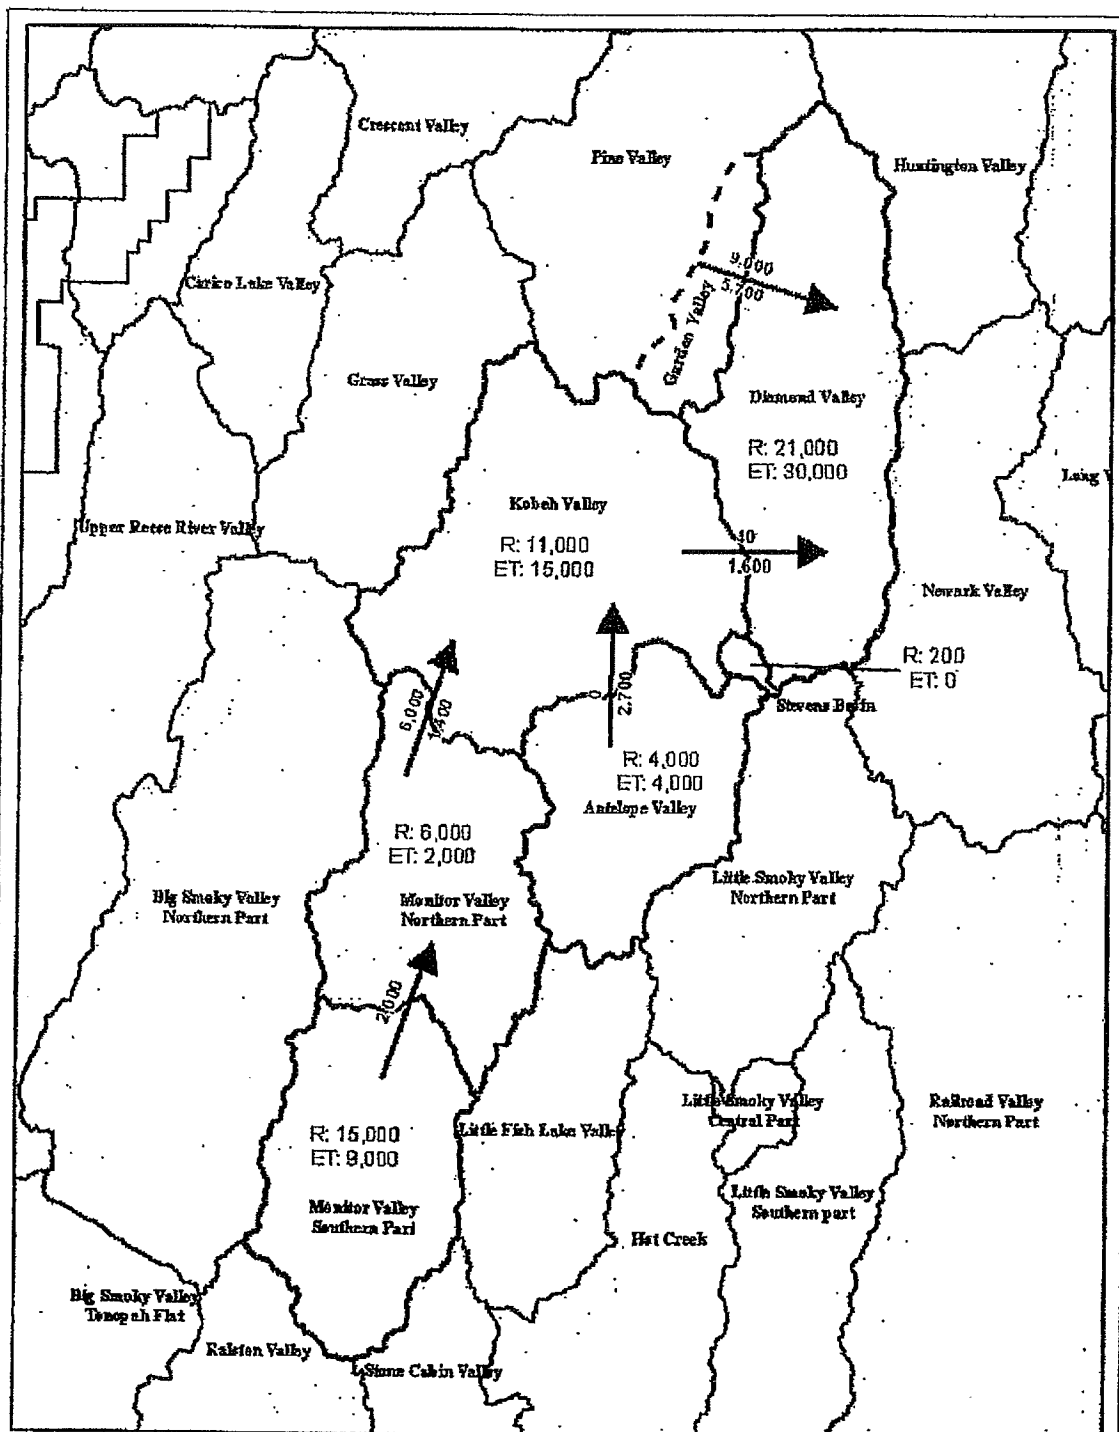 Crescent Valley
Pine Valley
Huntington Valley
9,000
5,700
Carico Lake Valley
Garden Valley
Grass Valley
Diamond Valley
R: 21,000
ET: 30,000
Long V
Kobeh Valley
Upper Reese River Valley
R: 11,000
ET: 15,000
40
1,600
Newark Valley
R: 200
ET: 0
Stevens Basin
6,000
1,400
0
2,700
R: 4,000
ET: 4,000
Antelope Valley
R: 6,000
ET: 2,000
Little Smoky Valley
Northern Part
Big Smoky Valley
Northern Part
Monitor Valley
Northern Part
2,000
Little Smoky Valley
Central Part
Railroad Valley
Northern Part
Little Fish Lake Valley
R: 15,000
ET: 9,000
Little Smoky Valley
Southern part
Monitor Valley
Southern Part
Hot Creek
Big Smoky Valley
Tonopah Flat
Ralston Valley
Stone Cabin Valley